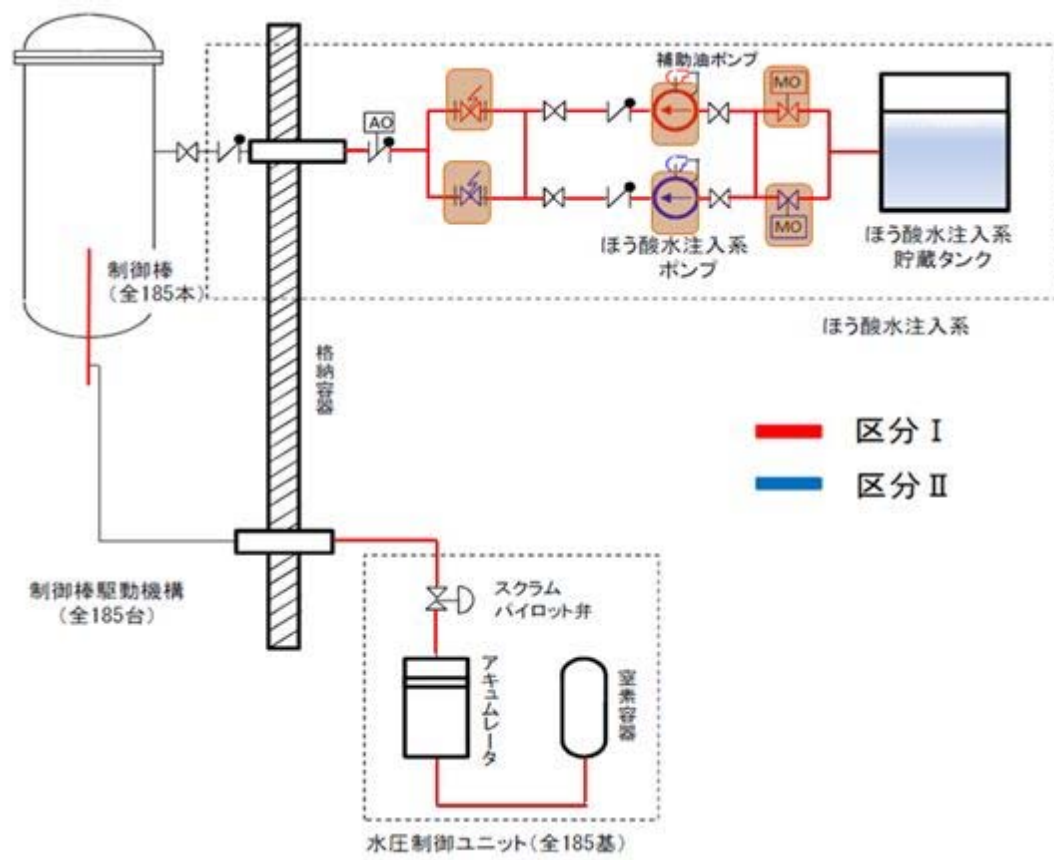 補助油ポンプ
MO
AO
ほう酸水注入系
ポンプ
MO
ほう酸水注入系
貯蔵タンク
制御棒
(全185本)
ほう酸水注入系
格納容器
区分Ⅰ
区分Ⅱ
制御棒駆動機構
(全185台)
スクラム
パイロット弁
アキュムレータ
窒素容器
水圧制御ユニット(全185基)